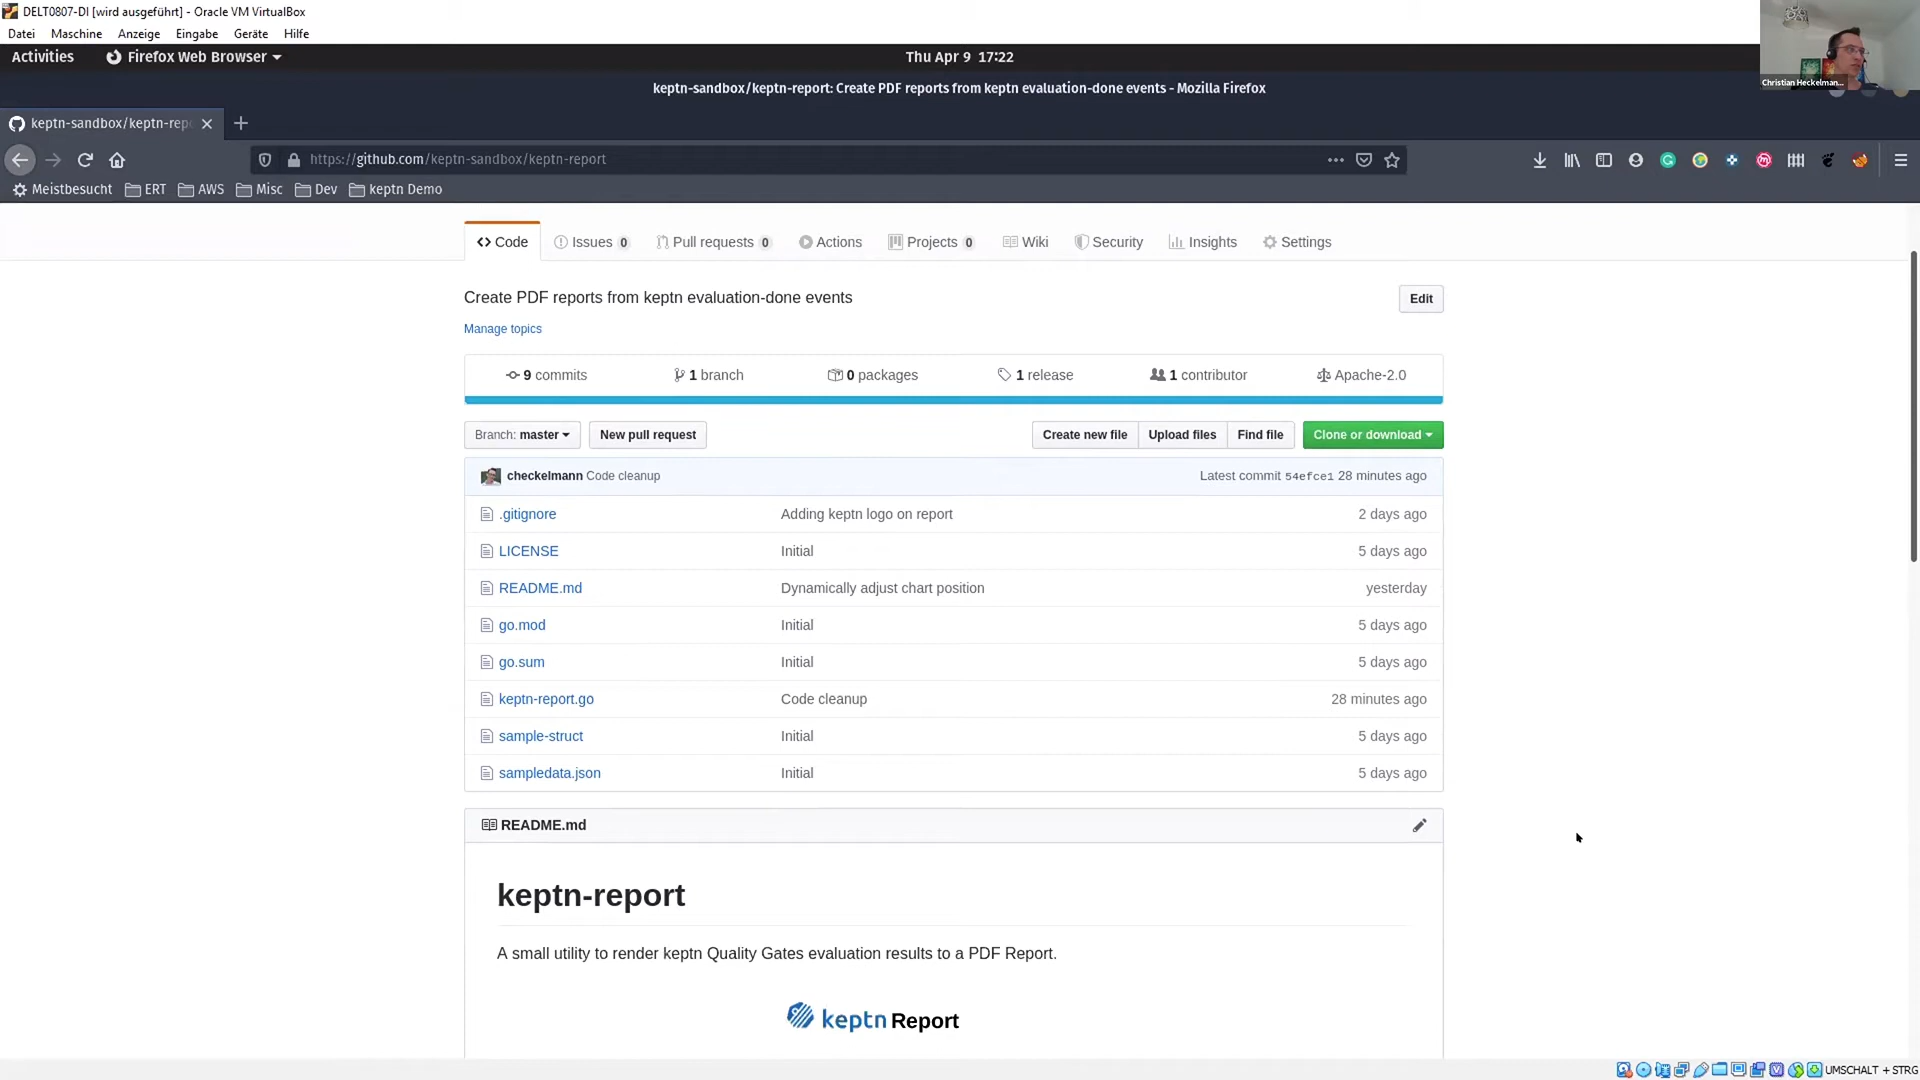 DELT0807-DI [wird ausgeführt] - Oracle VM VirtualBox
Datei Maschine Anzeige Eingabe Geräte Hilfe
Activities Firefox Web Browser Thu Apr 9 17:22
Christian Heckelman...
keptn-sandbox/keptn-report: Create PDF reports from keptn evaluation-done events - Mozilla Firefox
keptn-sandbox/keptn-repo
https://github.com/keptn-sandbox/keptn-report
Meistbesucht ERT AWS Misc Dev keptn Demo
Code Issues 0 Pull requests 0 Actions Projects 0 Wiki Security Insights Settings
Create PDF reports from keptn evaluation-done events Edit
Manage topics
9 commits 1 branch 0 packages 1 release 1 contributor Apache-2.0
Branch: master New pull request Create new file Upload files Find file Clone or download
checkelmann Code cleanup Latest commit 54efce1 28 minutes ago
.gitignore Adding keptn logo on report 2 days ago
LICENSE Initial 5 days ago
README.md Dynamically adjust chart position yesterday
go.mod Initial 5 days ago
go.sum Initial 5 days ago
keptn-report.go Code cleanup 28 minutes ago
sample-struct Initial 5 days ago
sampledata.json Initial 5 days ago
README.md
keptn-report
A small utility to render keptn Quality Gates evaluation results to a PDF Report.
keptn Report
UMSCHALT + STRG